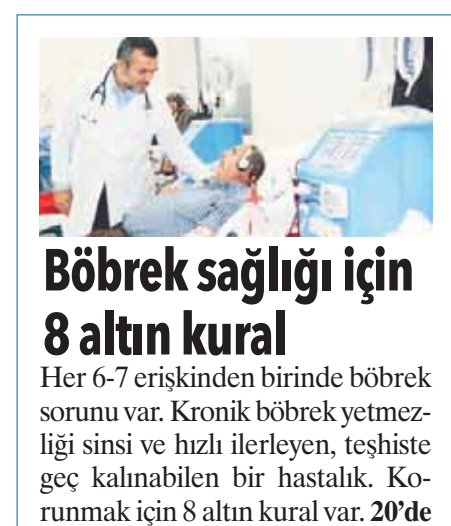 Böbrek sağlığı için
8 altın kural
Her 6-7 erişkinden birinde böbrek
sorunu var. Kronik böbrek yetmez-
liği sinsi ve hızlı ilerleyen, teşhiste
geç kalınabilen bir hastalık. Ko-
runmak için 8 altın kural var. 20’de